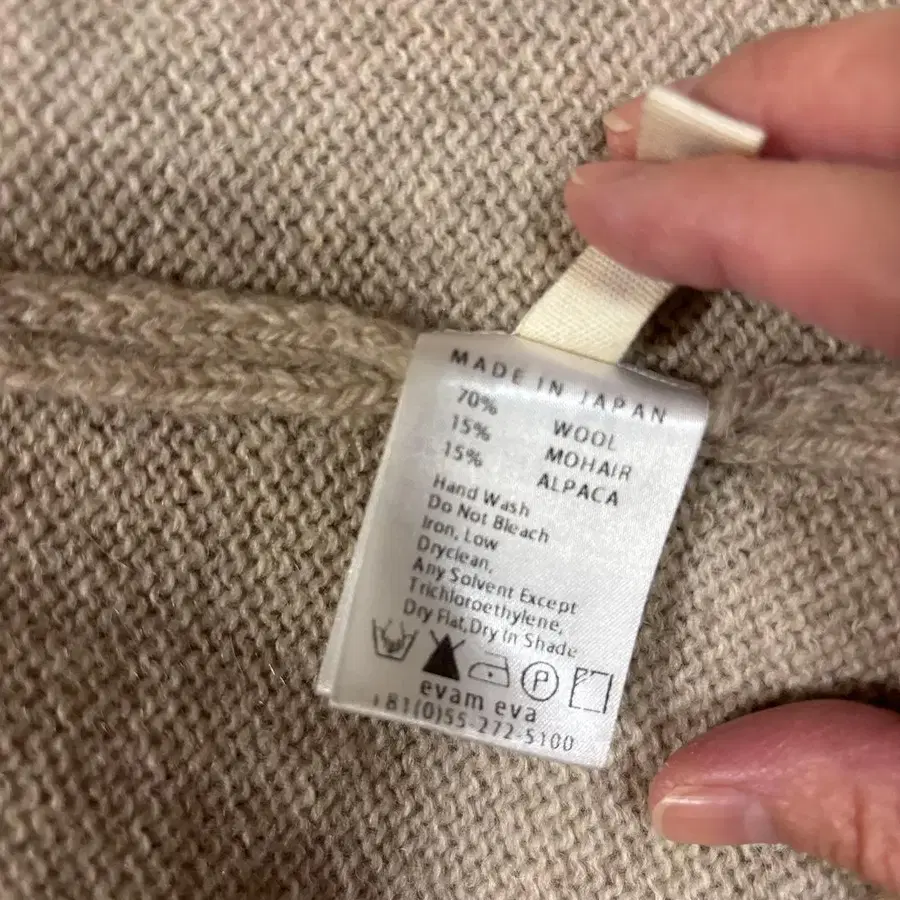 MADE IN JAPAN
70% WOOL
15% MOHAIR
15% ALPACA
Hand Wash
Do Not Bleach
Iron, Low
Dryclean,
Any Solvent Except
Trichloroethylene,
Dry Flat,Dry In Shade
P
evam eva
+81(0)55-272-5100